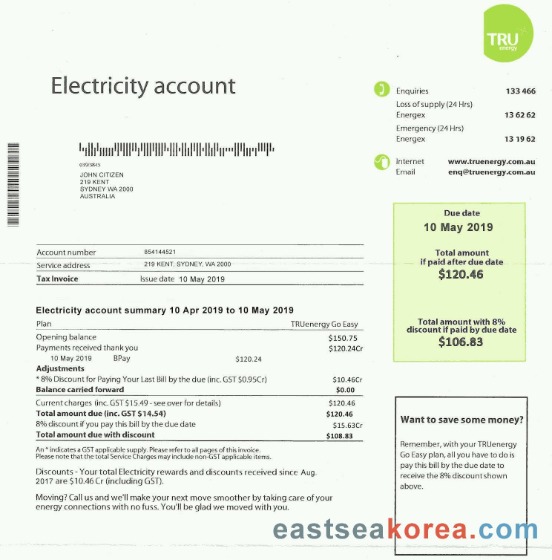 TRU
energy
Electricity account
Enquiries 133 466
Loss of supply (24 Hrs)
Energex 13 62 62
Emergency (24 Hrs)
Energex 13 19 62
Internet www.truenergy.com.au
Email enq@truenergy.com.au
JOHN CITIZEN
219 KENT
SYDNEY WA 2000
AUSTRALIA
Due date
10 May 2019
Total amount
if paid after due date
$120.46
Total amount with 8%
discount if paid by due date
$106.83
Account number 854144521
Service address 219 KENT, SYDNEY, WA 2000
Tax Invoice Issue date 10 May 2019
Electricity account summary 10 Apr 2019 to 10 May 2019
Plan TRUenergy Go Easy
Opening balance $150.75
Payments received thank you $120.24Cr
10 May 2019 BPay $120.24
Adjustments
* 8% Discount for Paying Your Last Bill by the due date (inc. GST $0.95Cr) $10.46Cr
Balance carried forward $0.00
Current charges (inc. GST $15.49 - see over for details) $120.46
Total amount due (inc. GST $14.54) $120.46
8% discount if you pay this bill by the due date $15.63Cr
Total amount due with discount $108.83
An * indicates a GST applicable supply. Please refer to all pages of this invoice.
Please note that the total Service Charges may include non-GST applicable items.
Discounts - Your total Electricity rewards and discounts received since Aug.
2017 are $10.46 Cr (including GST).
Moving? Call us and we'll make your next move smoother by taking care of your
energy connections with no fuss. You'll be glad we moved with you.
Want to save some money?
Remember, with your TRUenergy
Go Easy plan, all you have to do is
pay this bill by the due date to
receive the 8% discount shown
above.
eastseakorea.com